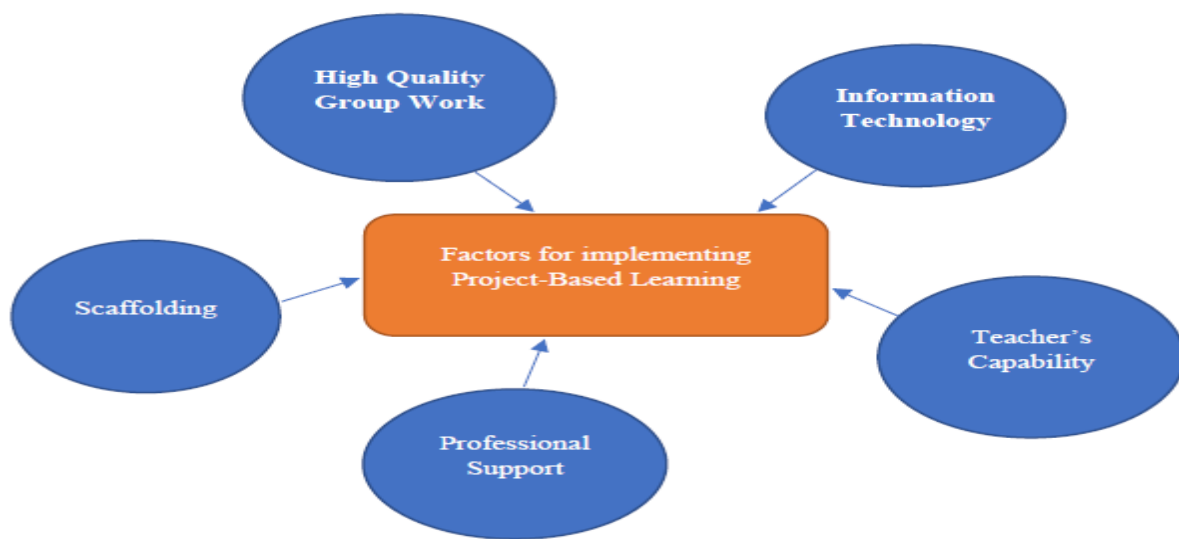 High Quality
Group Work
Information
Technology
Factors for implementing
Project-Based Learning
Scaffolding
Teacher’s
Capability
Professional
Support